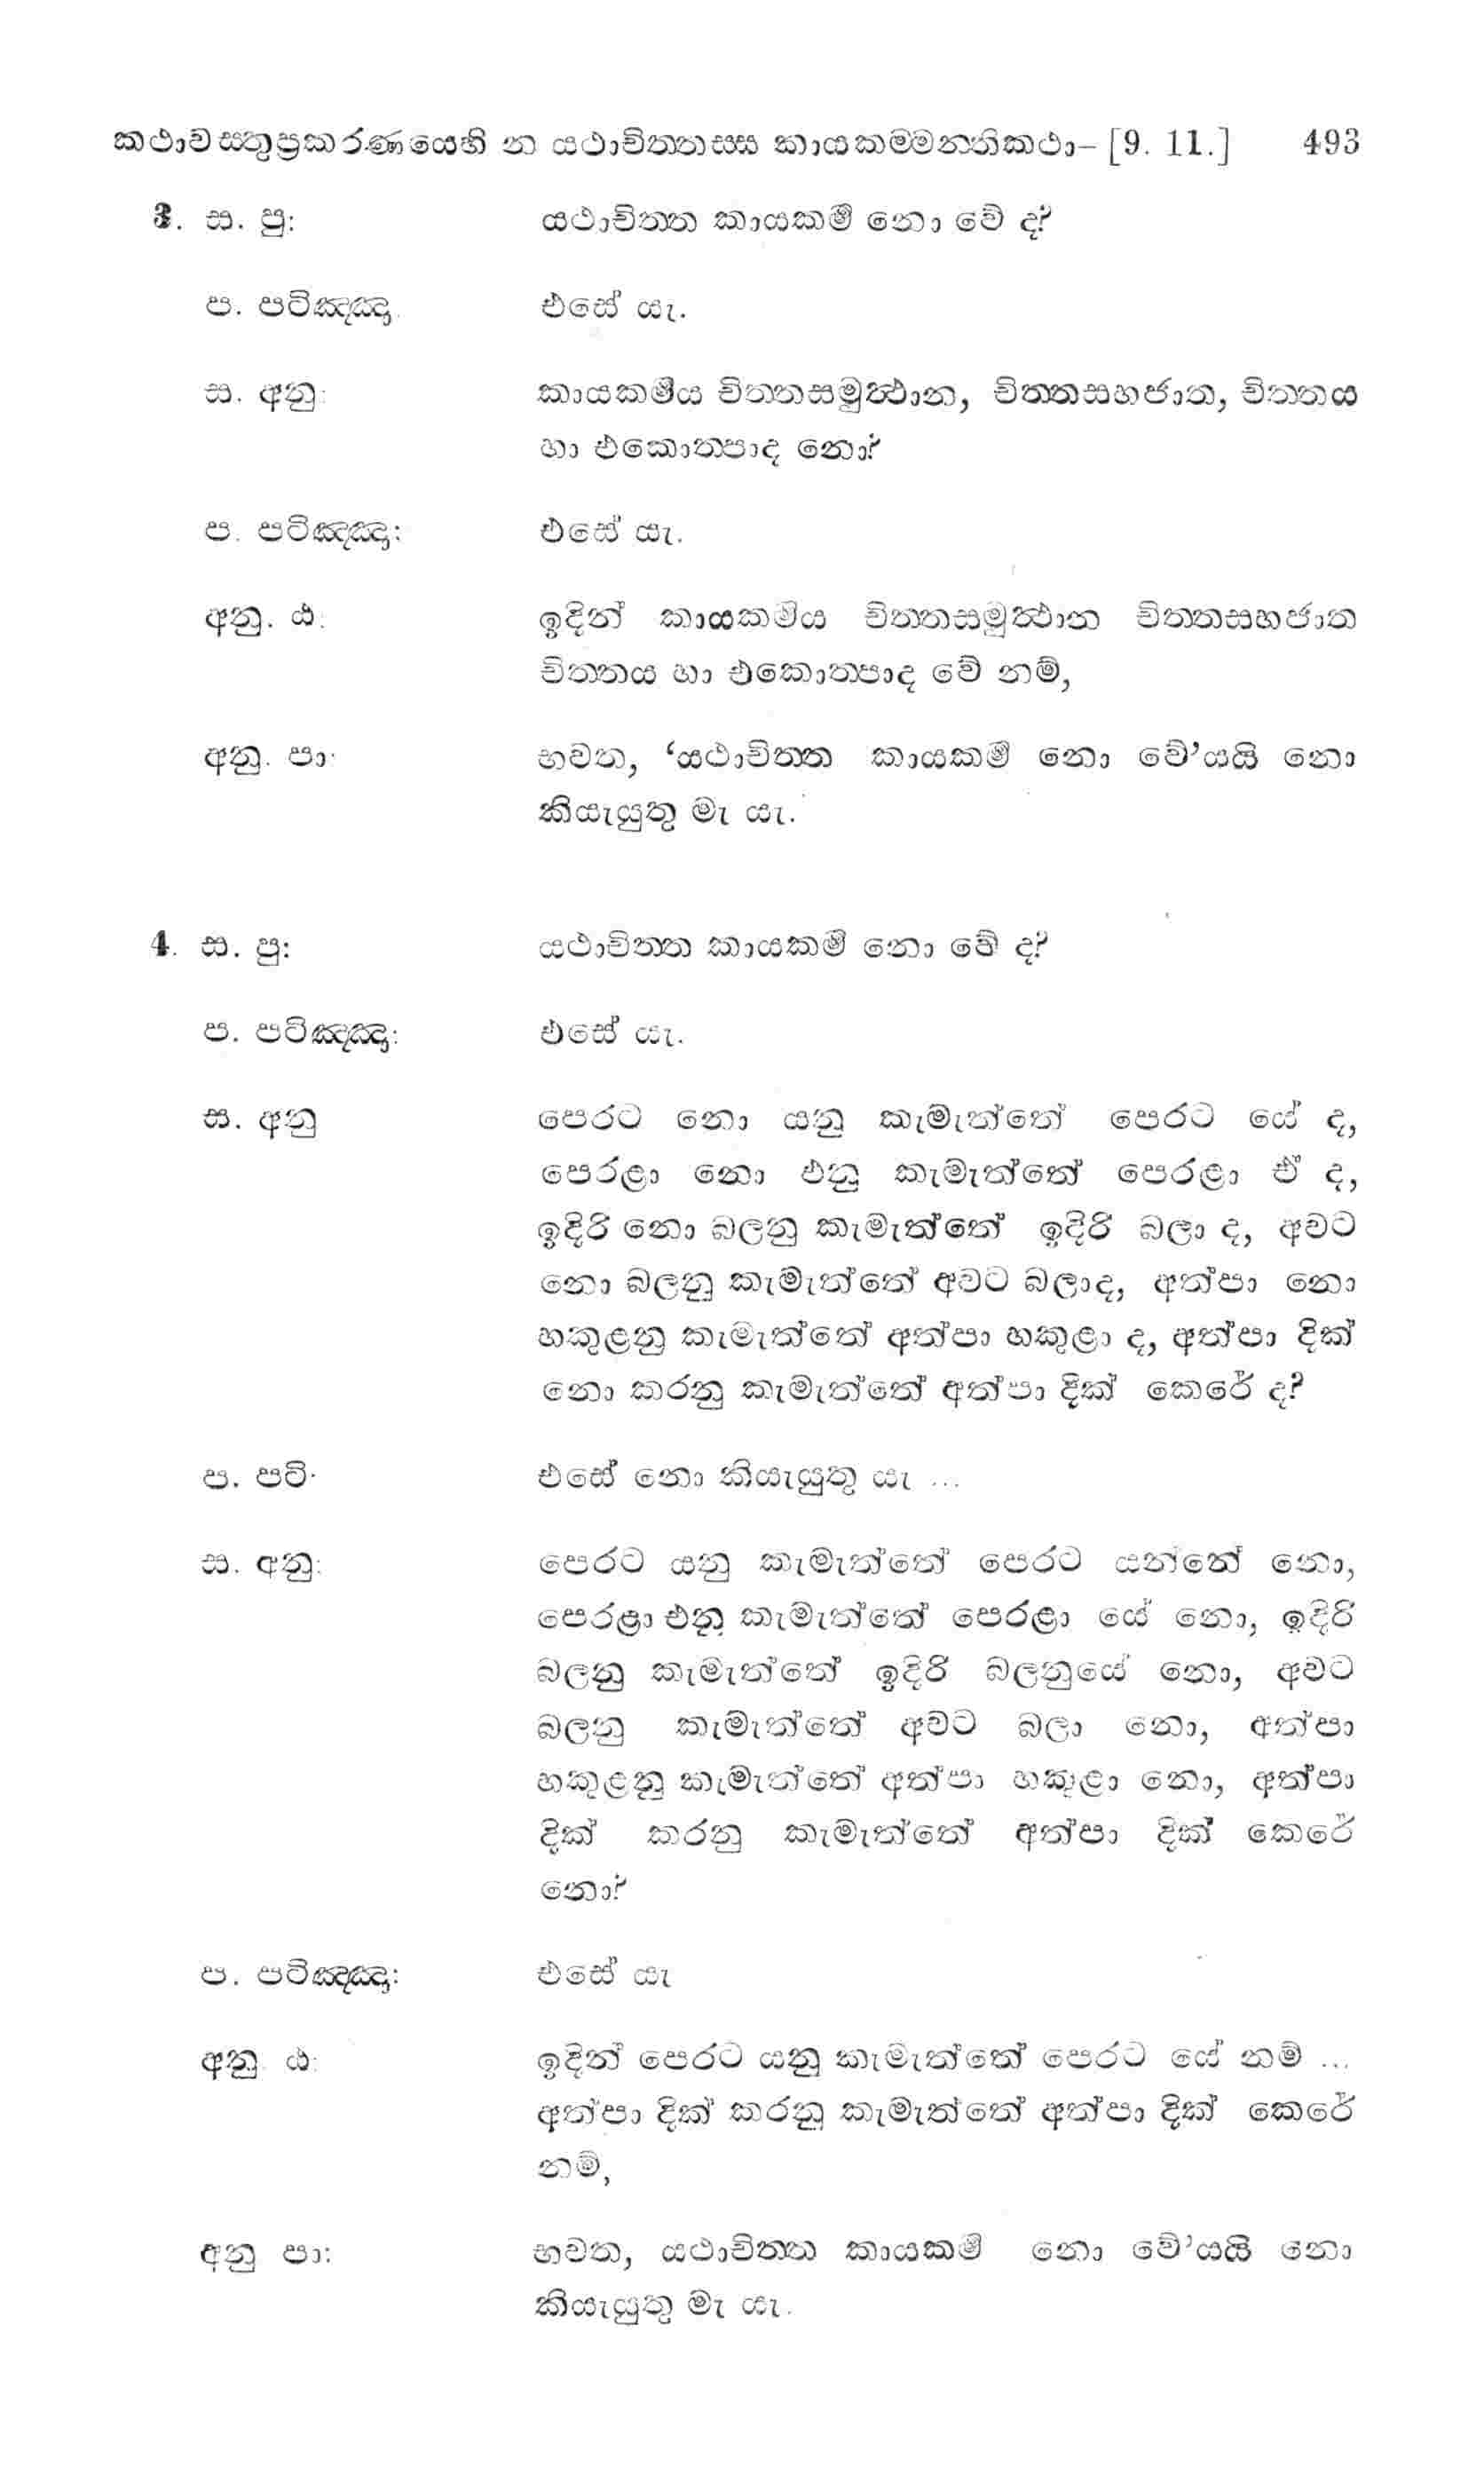 කථාවස්තුප්‍රකරණයෙහි න යථාචිත්තස්ස කායකම්මන්තිකථා– [9. 11.] 493
3. ස. පු: යථාචිත්ත කායකර්‍ම නො වේ ද?
ප. පටිඤ්ඤා එසේ යැ.
ස. අනු: කායකර්‍මය චිත්තසමුත්‍ථාන, චිත්තසහජාත, චිත්තය
හා එකොත්පාද නො?
ප. පටිඤ්ඤා: එසේ යැ.
අනු. ඨ: ඉදින් කායකර්‍මය චිත්තසමුත්‍ථාන චිත්තසහජාත
චිත්තය හා එකොත්පාද වේ නම්,
අනු. පා: භවත, ‘යථාචිත්ත කායකර්‍ම නො වේ’යයි නො
කියැයුතු මැ යැ.
4. ස. පු: යථාචිත්ත කායකර්‍ම නො වේ ද?
ප. පටිඤ්ඤා: එසේ යැ.
ස. අනු පෙරට නො යනු කැමැත්තේ පෙරට යේ ද,
පෙරළා නො එනු කැමැත්තේ පෙරළා ඒ ද,
ඉදිරි නො බලනු කැමැත්තේ ඉදිරි බලා ද, අවට
නො බලනු කැමැත්තේ අවට බලාද, අත්පා නො
හකුළනු කැමැත්තේ අත්පා හකුළා ද, අත්පා දික්
නො කරනු කැමැත්තේ අත්පා දික් කෙරේ ද?
ප. පටි: එසේ නො කියැයුතු යැ ...
ස. අනු: පෙරට යනු කැමැත්තේ පෙරට යන්නේ නො,
පෙරළා එනු කැමැත්තේ පෙරළා යේ නො, ඉදිරි
බලනු කැමැත්තේ ඉදිරි බලනුයේ නො, අවට
බලනු කැමැත්තේ අවට බලා නො, අත්පා
හකුළනු කැමැත්තේ අත්පා හකුළා නො, අත්පා
දික් කරනු කැමැත්තේ අත්පා දික් කෙරේ
නො?
ප. පටිඤ්ඤා: එසේ යැ
අනු ඨ: ඉදින් පෙරට යනු කැමැත්තේ පෙරට යේ නම් ...
අත්පා දික් කරනු කැමැත්තේ අත්පා දික් කෙරේ
නම්,
අනු පා: භවත, යථාචිත්ත කායකර්‍ම නො වේ’යයි නො
කියැයුතු මැ යැ.